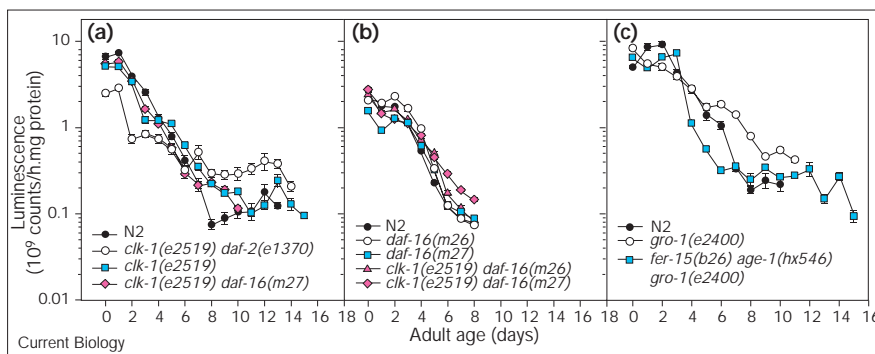 (a)
(b)
(c)
Luminescence
(10⁹ counts/h.mg protein)
10
1
0.1
0.01
N2
clk-1(e2519) daf-2(e1370)
clk-1(e2519)
clk-1(e2519) daf-16(m27)
N2
daf-16(m26)
daf-16(m27)
clk-1(e2519) daf-16(m26)
clk-1(e2519) daf-16(m27)
N2
gro-1(e2400)
fer-15(b26) age-1(hx546)
gro-1(e2400)
0 2 4 6 8 10 12 14 16
0 2 4 6 8 10 12 14 16
0 2 4 6 8 10 12 14 16
Adult age (days)
Current Biology